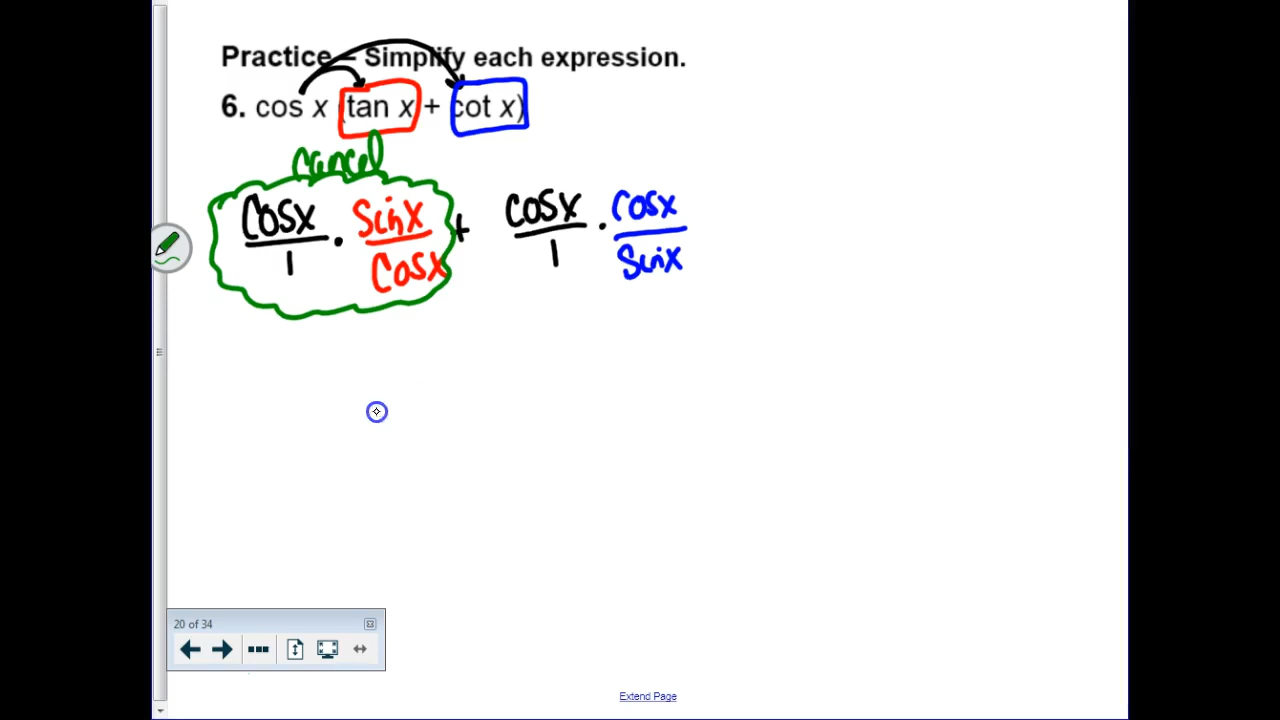 Practice – Simplify each expression.
6. cos x (tan x + cot x)
cancel
cosx/1 · sinx/cosx + cosx/1 · cosx/sinx
20 of 34
Extend Page